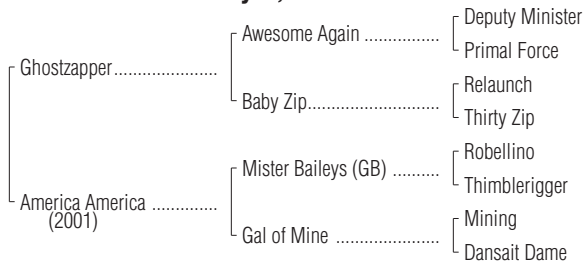 Deputy Minister
Awesome Again ................
Primal Force
Ghostzapper......................
Relaunch
Baby Zip............................
Thirty Zip
Robellino
Mister Baileys (GB) ..........
Thimblerigger
America America ..............
(2001)
Mining
Gal of Mine ......................
Dansait Dame